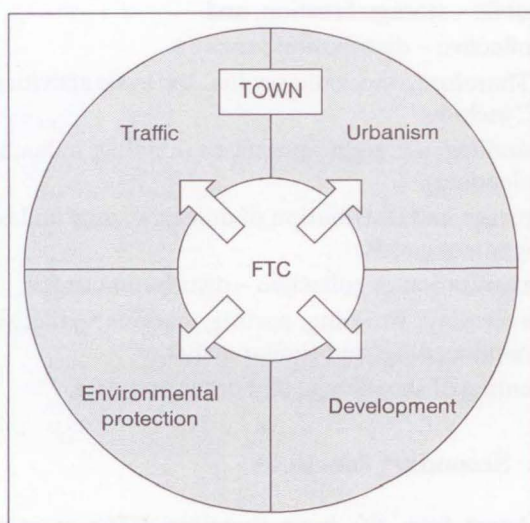 TOWN
Traffic
Urbanism
FTC
Environmental
protection
Development